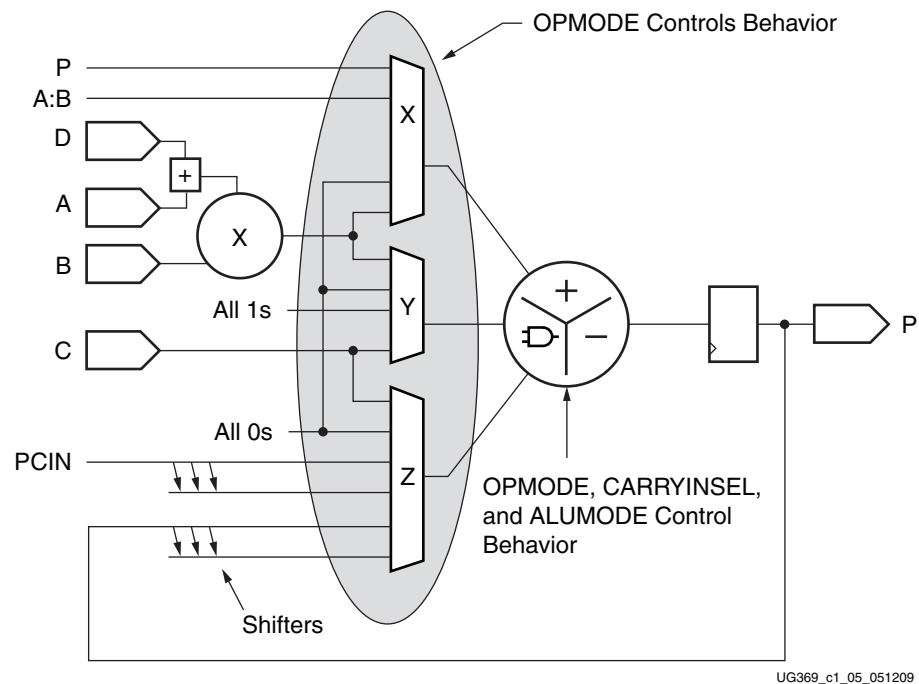 OPMODE Controls Behavior
P
A:B
X
D
+
A
X
B
All 1s
Y
+
−
P
C
All 0s
PCIN
Z
OPMODE, CARRYINSEL,
and ALUMODE Control
Behavior
Shifters
UG369_c1_05_051209